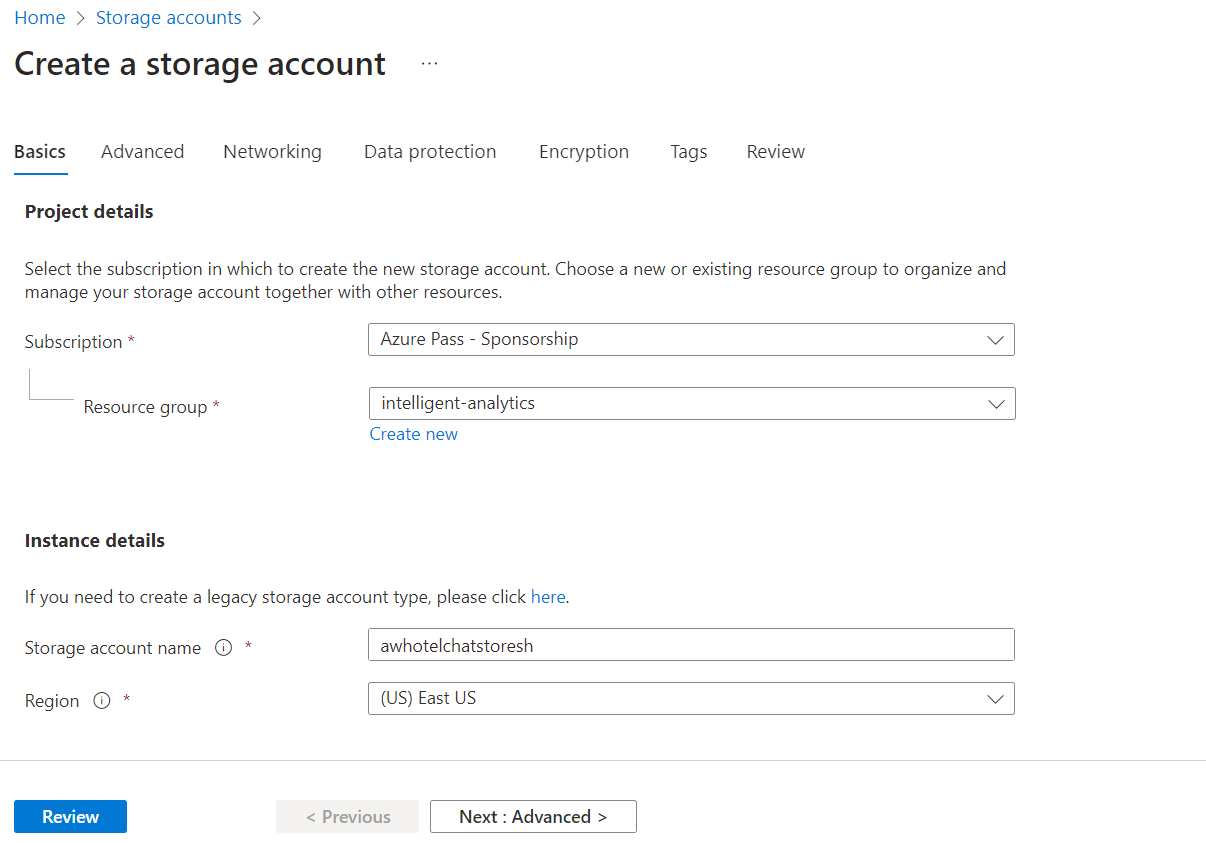 Home > Storage accounts >
Create a storage account ...
Basics Advanced Networking Data protection Encryption Tags Review
Project details
Select the subscription in which to create the new storage account. Choose a new or existing resource group to organize and
manage your storage account together with other resources.
Subscription * Azure Pass - Sponsorship
Resource group * intelligent-analytics
Create new
Instance details
If you need to create a legacy storage account type, please click here.
Storage account name * awhotelchatstoresh
Region * (US) East US
Review < Previous Next : Advanced >